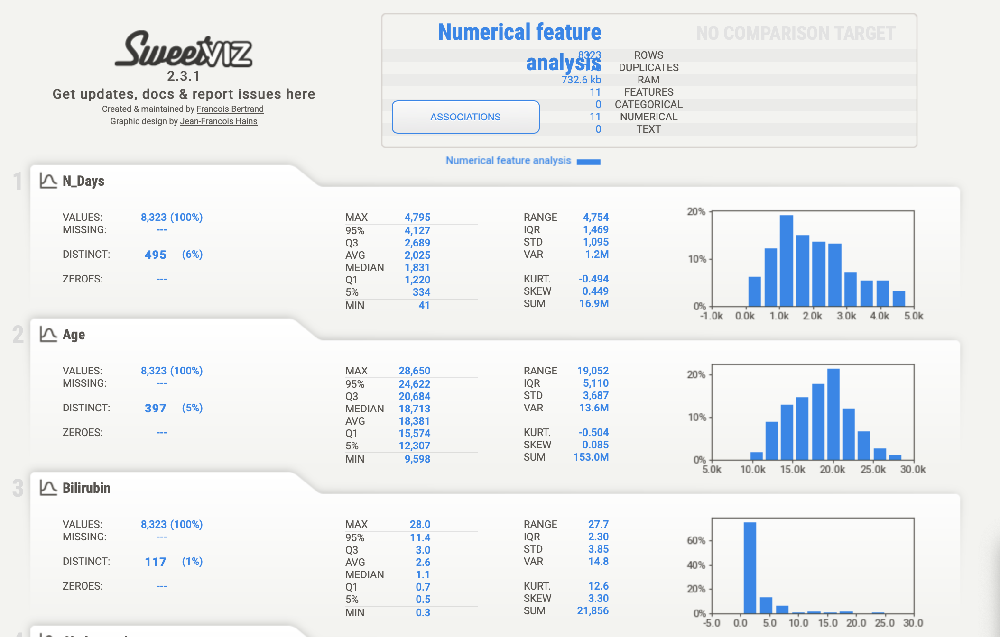 SweetVIZ
2.3.1
Get updates, docs & report issues here
Created & maintained by Francois Bertrand
Graphic design by Jean-Francois Hains
Numerical feature
analysis
NO COMPARISON TARGET
8323 ROWS
DUPLICATES
732.6 kb RAM
11 FEATURES
0 CATEGORICAL
11 NUMERICAL
0 TEXT
ASSOCIATIONS
Numerical feature analysis
1
N_Days
VALUES: 8,323 (100%)
MISSING: ---
DISTINCT: 495 (6%)
ZEROES: ---
MAX 4,795
95% 4,127
Q3 2,689
AVG 2,025
MEDIAN 1,831
Q1 1,220
5% 334
MIN 41
RANGE 4,754
IQR 1,469
STD 1,095
VAR 1.2M
KURT. -0.494
SKEW 0.449
SUM 16.9M
20%
10%
0%
-1.0k 0.0k 1.0k 2.0k 3.0k 4.0k 5.0k
2
Age
VALUES: 8,323 (100%)
MISSING: ---
DISTINCT: 397 (5%)
ZEROES: ---
MAX 28,650
95% 24,622
Q3 20,684
MEDIAN 18,713
AVG 18,381
Q1 15,574
5% 12,307
MIN 9,598
RANGE 19,052
IQR 5,110
STD 3,687
VAR 13.6M
KURT. -0.504
SKEW 0.085
SUM 153.0M
20%
10%
0%
5.0k 10.0k 15.0k 20.0k 25.0k 30.0k
3
Bilirubin
VALUES: 8,323 (100%)
MISSING: ---
DISTINCT: 117 (1%)
ZEROES: ---
MAX 28.0
95% 11.4
Q3 3.0
AVG 2.6
MEDIAN 1.1
Q1 0.7
5% 0.5
MIN 0.3
RANGE 27.7
IQR 2.30
STD 3.85
VAR 14.8
KURT. 12.6
SKEW 3.30
SUM 21,856
60%
40%
20%
0%
-5.0 0.0 5.0 10.0 15.0 20.0 25.0 30.0